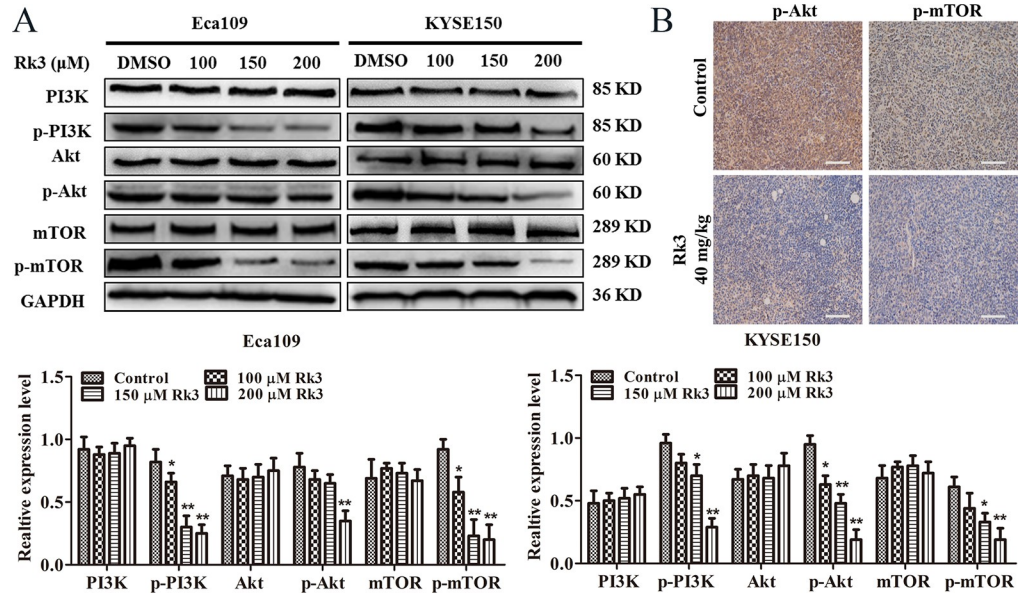 A
Eca109
KYSE150
Rk3 (μM)
DMSO 100 150 200
DMSO 100 150 200
PI3K
85 KD
p-PI3K
85 KD
Akt
60 KD
p-Akt
60 KD
mTOR
289 KD
p-mTOR
289 KD
GAPDH
36 KD
B
p-Akt
p-mTOR
Control
Rk3
40 mg/kg
Eca109
Realtive expression level
1.5
1.0
0.5
0.0
Control
100 μM Rk3
150 μM Rk3
200 μM Rk3
*
**
**
**
*
**
**
PI3K p-PI3K Akt p-Akt mTOR p-mTOR
KYSE150
Realtive expression level
1.5
1.0
0.5
0.0
Control
100 μM Rk3
150 μM Rk3
200 μM Rk3
*
**
*
**
**
*
**
PI3K p-PI3K Akt p-Akt mTOR p-mTOR